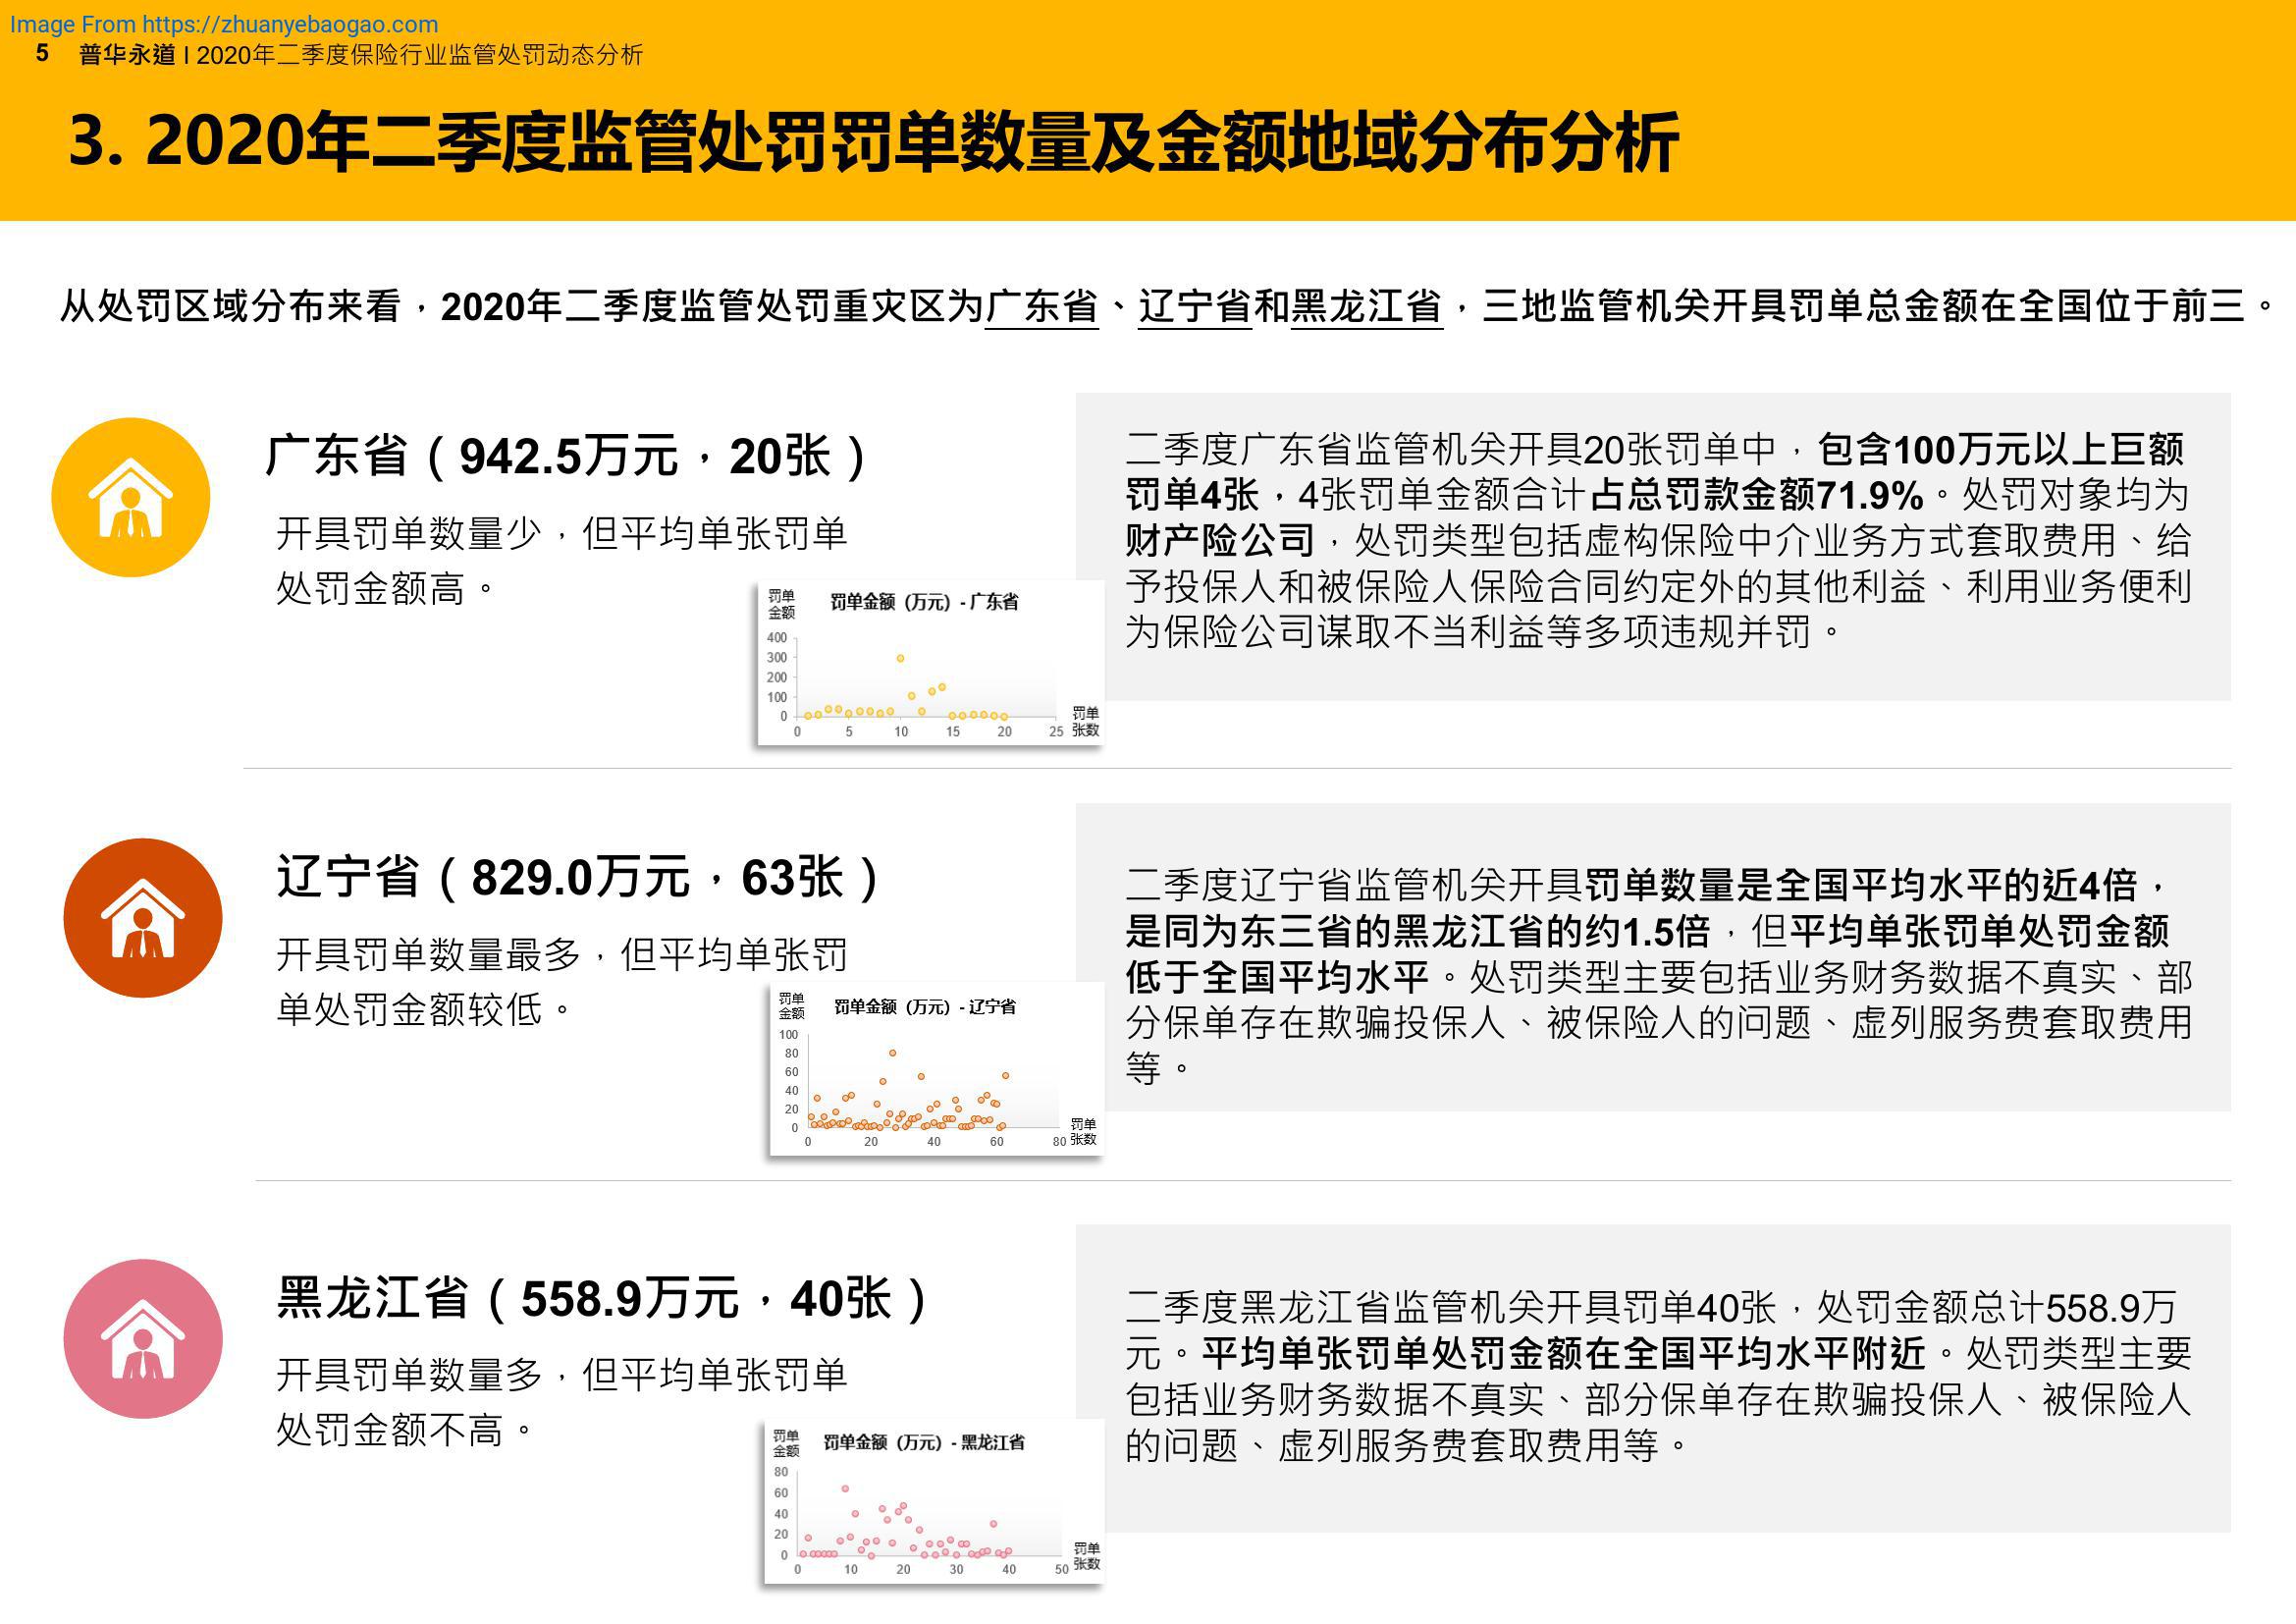 Image From https://zhuanyebaogao.com
5 普华永道 I 2020年二季度保险行业监管处罚动态分析
3. 2020年二季度监管处罚罚单数量及金额地域分布分析
从处罚区域分布来看，2020年二季度监管处罚重灾区为广东省、辽宁省和黑龙江省，三地监管机关开具罚单总金额在全国位于前三。
广东省（942.5万元，20张）
开具罚单数量少，但平均单张罚单
处罚金额高。
罚单
金额
罚单金额（万元）- 广东省
400
300
200
100
0
0 5 10 15 20 25
罚单
张数
二季度广东省监管机关开具20张罚单中，包含100万元以上巨额
罚单4张，4张罚单金额合计占总罚款金额71.9%。处罚对象均为
财产险公司，处罚类型包括虚构保险中介业务方式套取费用、给
予投保人和被保险人保险合同约定外的其他利益、利用业务便利
为保险公司谋取不当利益等多项违规并罚。
辽宁省（829.0万元，63张）
开具罚单数量最多，但平均单张罚
单处罚金额较低。
罚单
金额
罚单金额（万元）- 辽宁省
100
80
60
40
20
0
0 20 40 60 80
罚单
张数
二季度辽宁省监管机关开具罚单数量是全国平均水平的近4倍，
是同为东三省的黑龙江省的约1.5倍，但平均单张罚单处罚金额
低于全国平均水平。处罚类型主要包括业务财务数据不真实、部
分保单存在欺骗投保人、被保险人的问题、虚列服务费套取费用
等。
黑龙江省（558.9万元，40张）
开具罚单数量多，但平均单张罚单
处罚金额不高。
罚单
金额
罚单金额（万元）- 黑龙江省
80
60
40
20
0
0 10 20 30 40 50
罚单
张数
二季度黑龙江省监管机关开具罚单40张，处罚金额总计558.9万
元。平均单张罚单处罚金额在全国平均水平附近。处罚类型主要
包括业务财务数据不真实、部分保单存在欺骗投保人、被保险人
的问题、虚列服务费套取费用等。